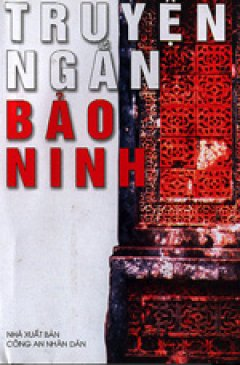 TRUYỆN
NGẮN
BẢO
NINH
NHÀ XUẤT BẢN
CÔNG AN NHÂN DÂN